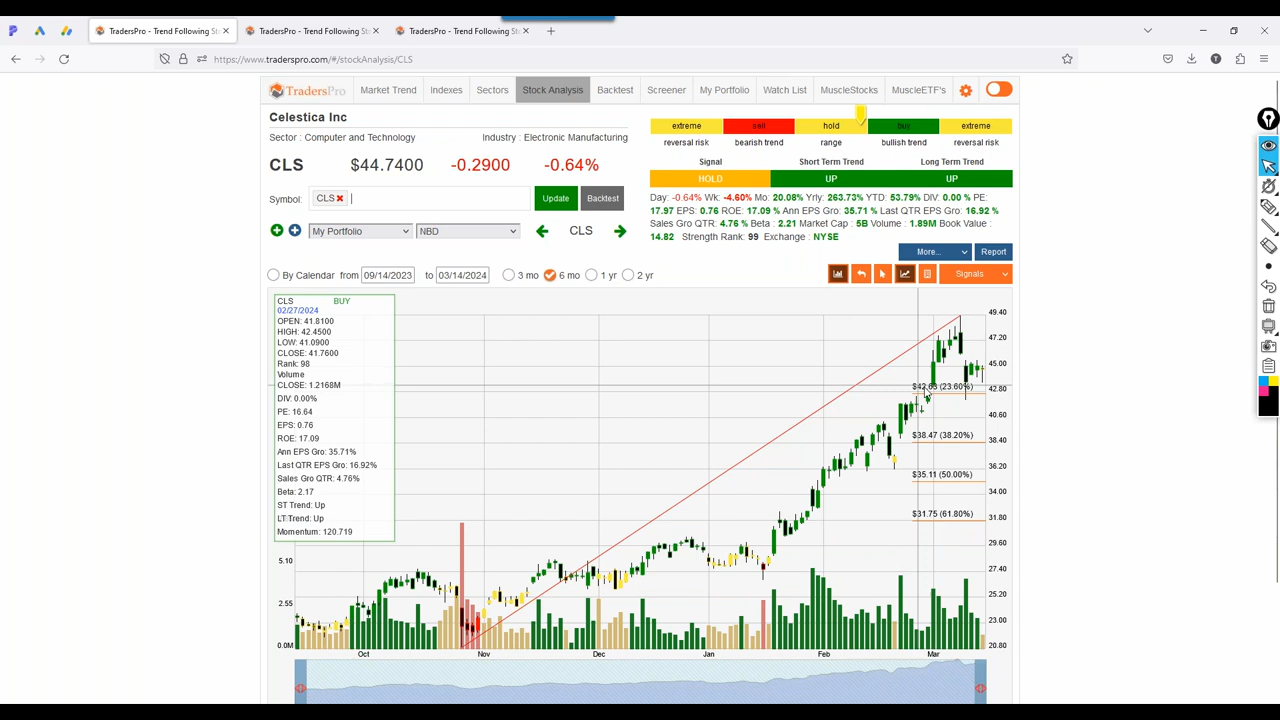 TradersPro - Trend Following St
TradersPro - Trend Following St
TradersPro - Trend Following St
https://www.traderspro.com/#/stockAnalysis/CLS
TradersPro Market Trend Indexes Sectors Stock Analysis Backtest Screener My Portfolio Watch List MuscleStocks MuscleETF's
Celestica Inc
Sector : Computer and Technology Industry : Electronic Manufacturing
CLS $44.7400 -0.2900 -0.64%
Symbol: CLS Update Backtest
My Portfolio NBD CLS
extreme sell hold buy extreme
reversal risk bearish trend range bullish trend reversal risk
Signal Short Term Trend Long Term Trend
HOLD UP UP
Day: -0.64% Wk: -4.60% Mo: 20.08% Yrly: 263.73% YTD: 53.79% DIV: 0.00 % PE:
17.97 EPS: 0.76 ROE: 17.09 % Ann EPS Gro: 35.71 % Last QTR EPS Gro: 16.92 %
Sales Gro QTR: 4.76 % Beta : 2.21 Market Cap : 5B Volume : 1.89M Book Value :
14.82 Strength Rank: 99 Exchange : NYSE
More... Report
By Calendar from 09/14/2023 to 03/14/2024 3 mo 6 mo 1 yr 2 yr Signals
CLS BUY
02/27/2024
OPEN: 41.8100
HIGH: 42.4500
LOW: 41.0900
CLOSE: 41.7600
Rank: 98
Volume
CLOSE: 1.2168M
DIV: 0.00%
PE: 16.64
EPS: 0.76
ROE: 17.09
Ann EPS Gro: 35.71%
Last QTR EPS Gro: 16.92%
Sales Gro QTR: 4.76%
Beta: 2.17
ST Trend: Up
LT Trend: Up
Momentum: 120.719
5.10
2.55
0.0M
(23.60%)
$38.47 (38.20%)
$35.11 (50.00%)
$31.75 (61.80%)
49.40
47.20
45.00
42.80
40.60
38.40
36.20
34.00
31.80
29.60
27.40
25.20
23.00
20.80
Oct Nov Dec Jan Feb Mar